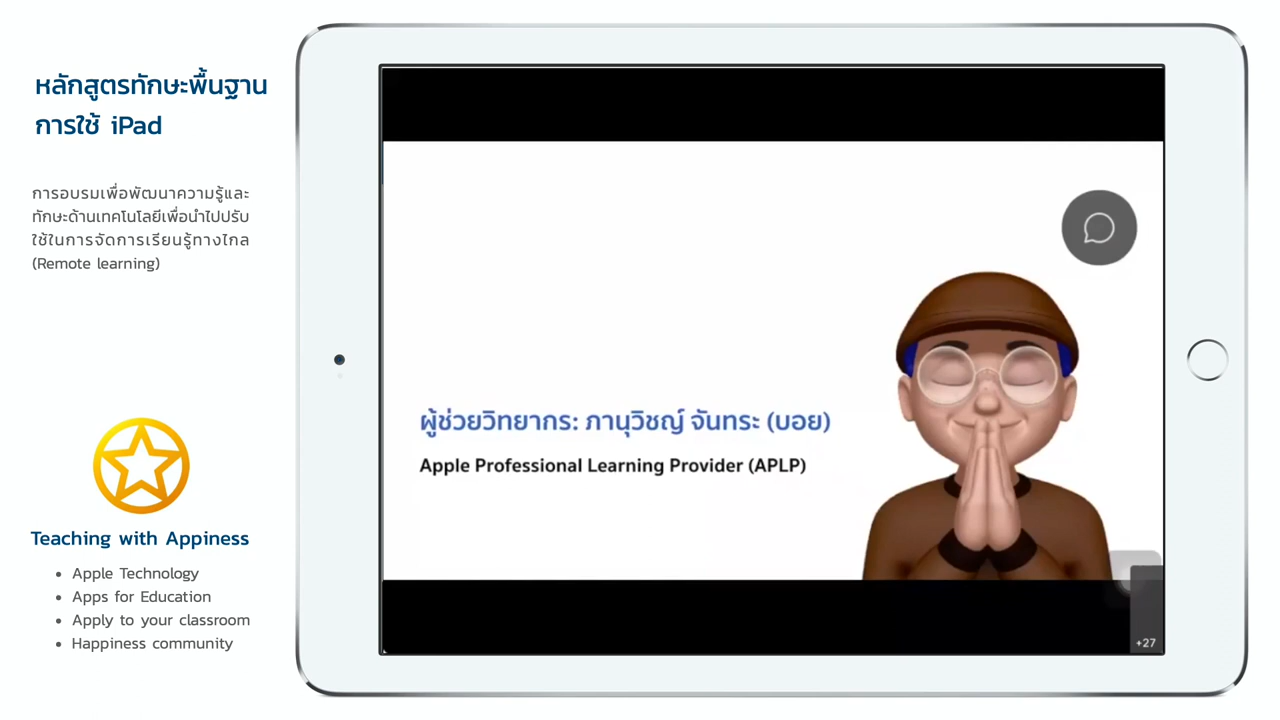 หลักสูตรทักษะพื้นฐาน
การใช้ iPad
การอบรมเพื่อพัฒนาความรู้และ
ทักษะด้านเทคโนโลยีเพื่อนำไปปรับ
ใช้ในการจัดการเรียนรู้ทางไกล
(Remote learning)
Teaching with Appiness
• Apple Technology
• Apps for Education
• Apply to your classroom
• Happiness community
ผู้ช่วยวิทยากร: ภานุวิชญ์ จันทระ (บอย)
Apple Professional Learning Provider (APLP)
+27